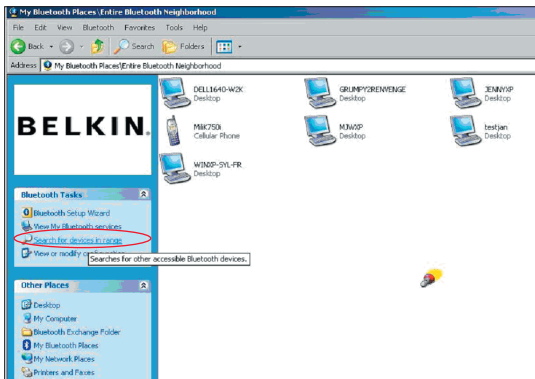 My Bluetooth Places\Entire Bluetooth Neighborhood
File Edit View Bluetooth Favorites Tools Help
Back Search Folders
Address My Bluetooth Places\Entire Bluetooth Neighborhood
BELKIN.
DELL1640-W2K
Desktop
GRUMPY2RENYENGE
Desktop
JENNYXP
Desktop
MiliK750i
Cellular Phone
MJWXP
Desktop
testjan
Desktop
WINXP-SYL-FR
Desktop
Bluetooth Tasks
Bluetooth Setup Wizard
View My Bluetooth services
Search for devices in range
View or modify
Searches for other accessible Bluetooth devices.
Other Places
Desktop
My Computer
Bluetooth Exchange Folder
My Bluetooth Places
My Network Places
Printers and Faxes